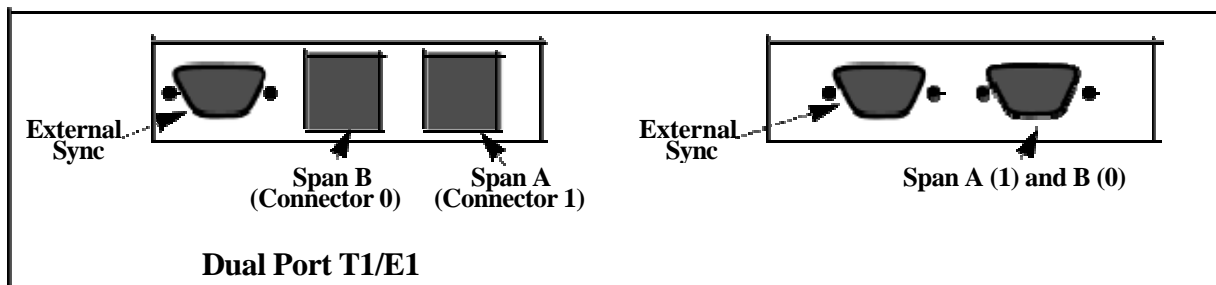 External
Sync
Span B
(Connector 0)
Span A
(Connector 1)
External
Sync
Span A (1) and B (0)
Dual Port T1/E1